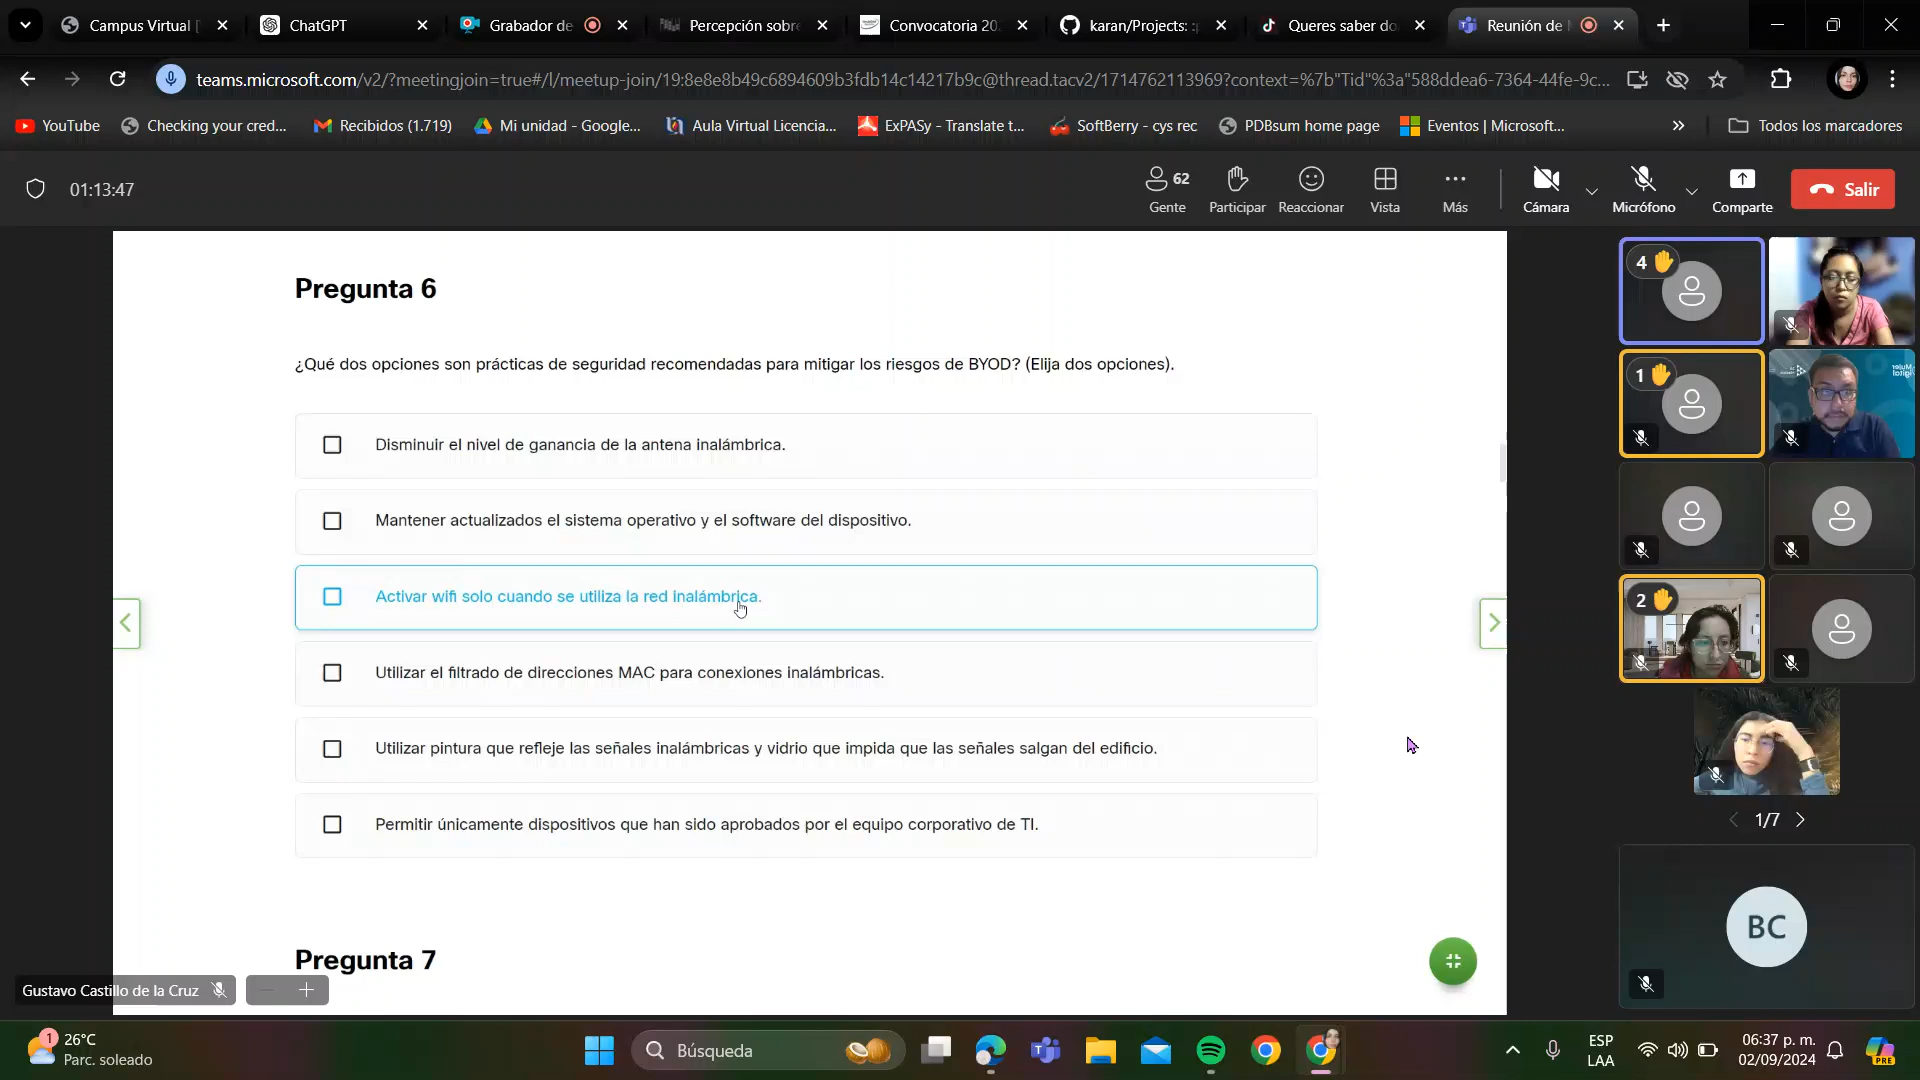 Campus Virtual [
ChatGPT
Grabador de
Percepción sobre
Convocatoria 20
karan/Projects: :p
Queres saber do
Reunión de
teams.microsoft.com/v2/?meetingjoin=true#/l/meetup-join/19:8e8e8b49c6894609b3fdb14c14217b9c@thread.tacv2/1714762113969?context=%7b"Tid"%3a"588ddea6-7364-44fe-9c...
YouTube
Checking your cred...
Recibidos (1.719)
Mi unidad - Google...
Aula Virtual Licencia...
ExPASy - Translate t...
SoftBerry - cys rec
PDBsum home page
Eventos | Microsoft...
»
Todos los marcadores
01:13:47
62
Gente
Participar
Reaccionar
Vista
Más
Cámara
Micrófono
Comparte
Salir
Pregunta 6
¿Qué dos opciones son prácticas de seguridad recomendadas para mitigar los riesgos de BYOD? (Elija dos opciones).
Disminuir el nivel de ganancia de la antena inalámbrica.
Mantener actualizados el sistema operativo y el software del dispositivo.
Activar wifi solo cuando se utiliza la red inalámbrica.
Utilizar el filtrado de direcciones MAC para conexiones inalámbricas.
Utilizar pintura que refleje las señales inalámbricas y vidrio que impida que las señales salgan del edificio.
Permitir únicamente dispositivos que han sido aprobados por el equipo corporativo de TI.
Pregunta 7
Gustavo Castillo de la Cruz
4
1
2
1/7
BC
1
26°C
Parc. soleado
Búsqueda
ESP
LAA
06:37 p. m.
02/09/2024
PRE